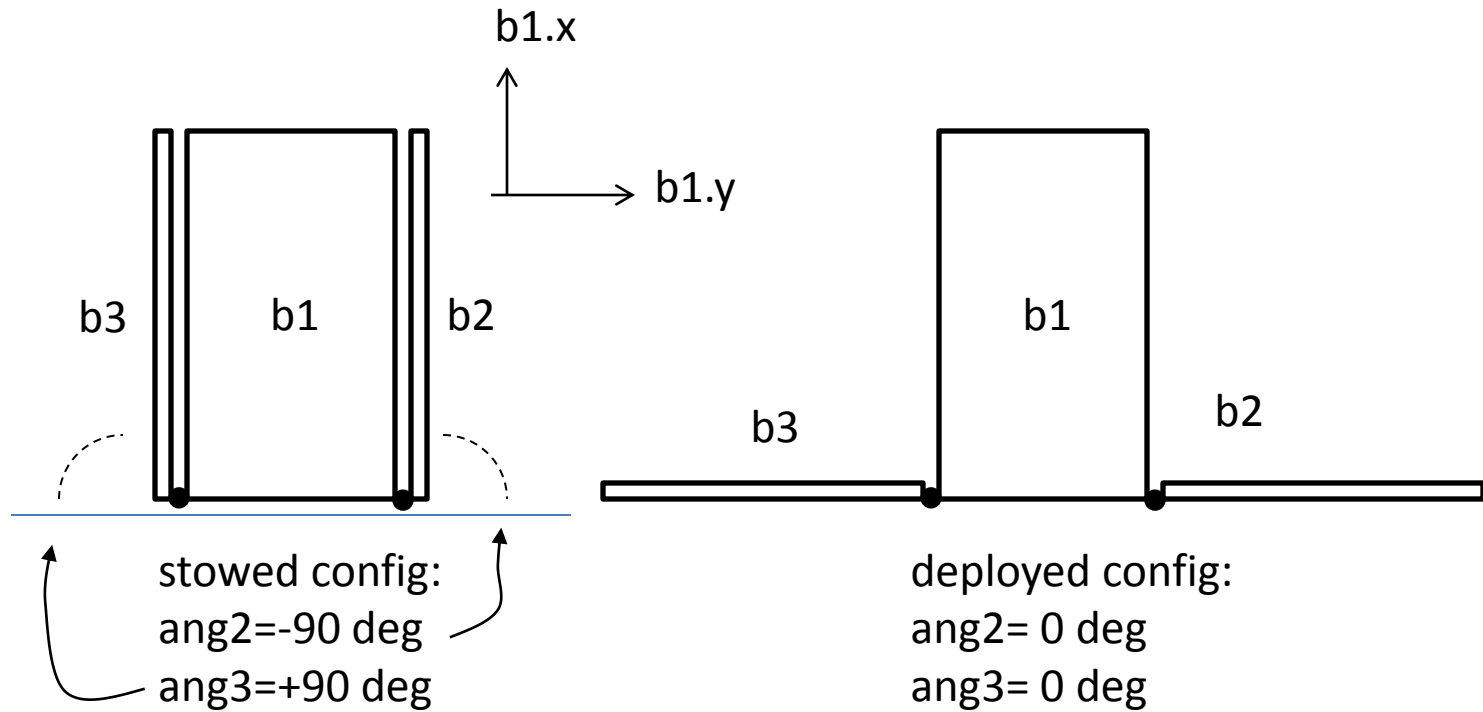 b1.x
b1.y
b3
b1
b2
b1
b2
b3
stowed config:
ang2=-90 deg
ang3=+90 deg
deployed config:
ang2= 0 deg
ang3= 0 deg